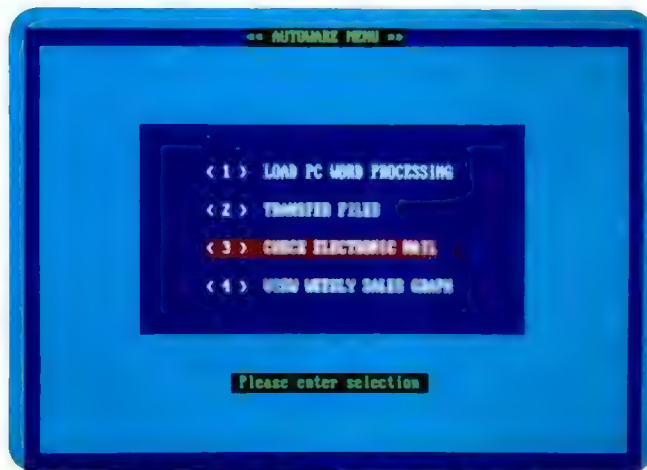 << AUTOWARE MENU >>
< 1 > LOAD PC WORD PROCESSING
< 2 > TRANSFER FILES
< 3 > CHECK ELECTRONIC MAIL
< 4 > VIEW WEEKLY SALES GRAPH
Please enter selection